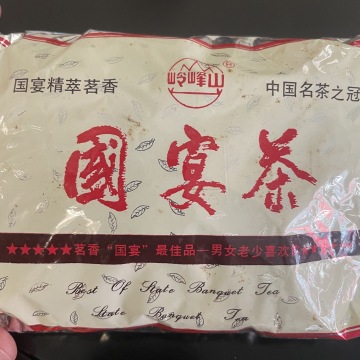 岭峰山®
国宴精萃茗香
中国名茶之冠
國宴茶
★★★★★茗香“国宴”最佳品—男女老少喜欢
Best Of State Banquet Tea
State Banquet Tea